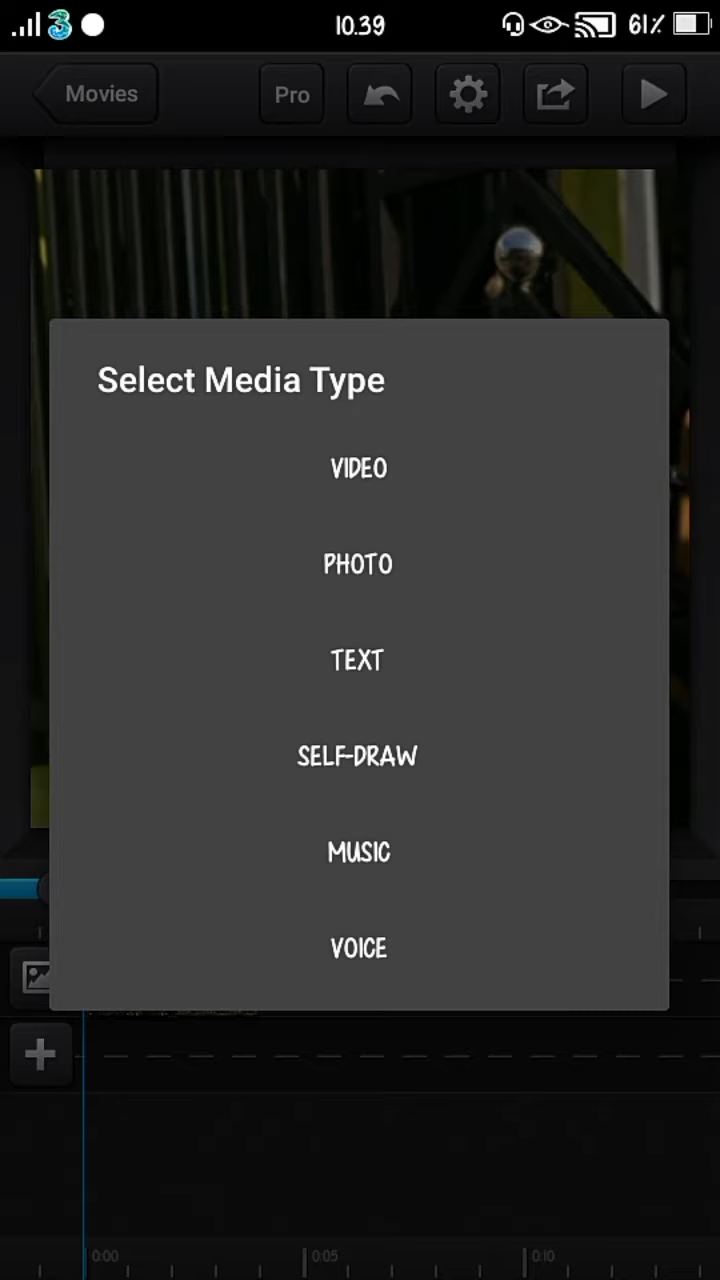 3 10.39 61%
Movies Pro
Select Media Type
VIDEO
PHOTO
TEXT
SELF-DRAW
MUSIC
VOICE
0:00 0:05 0:10